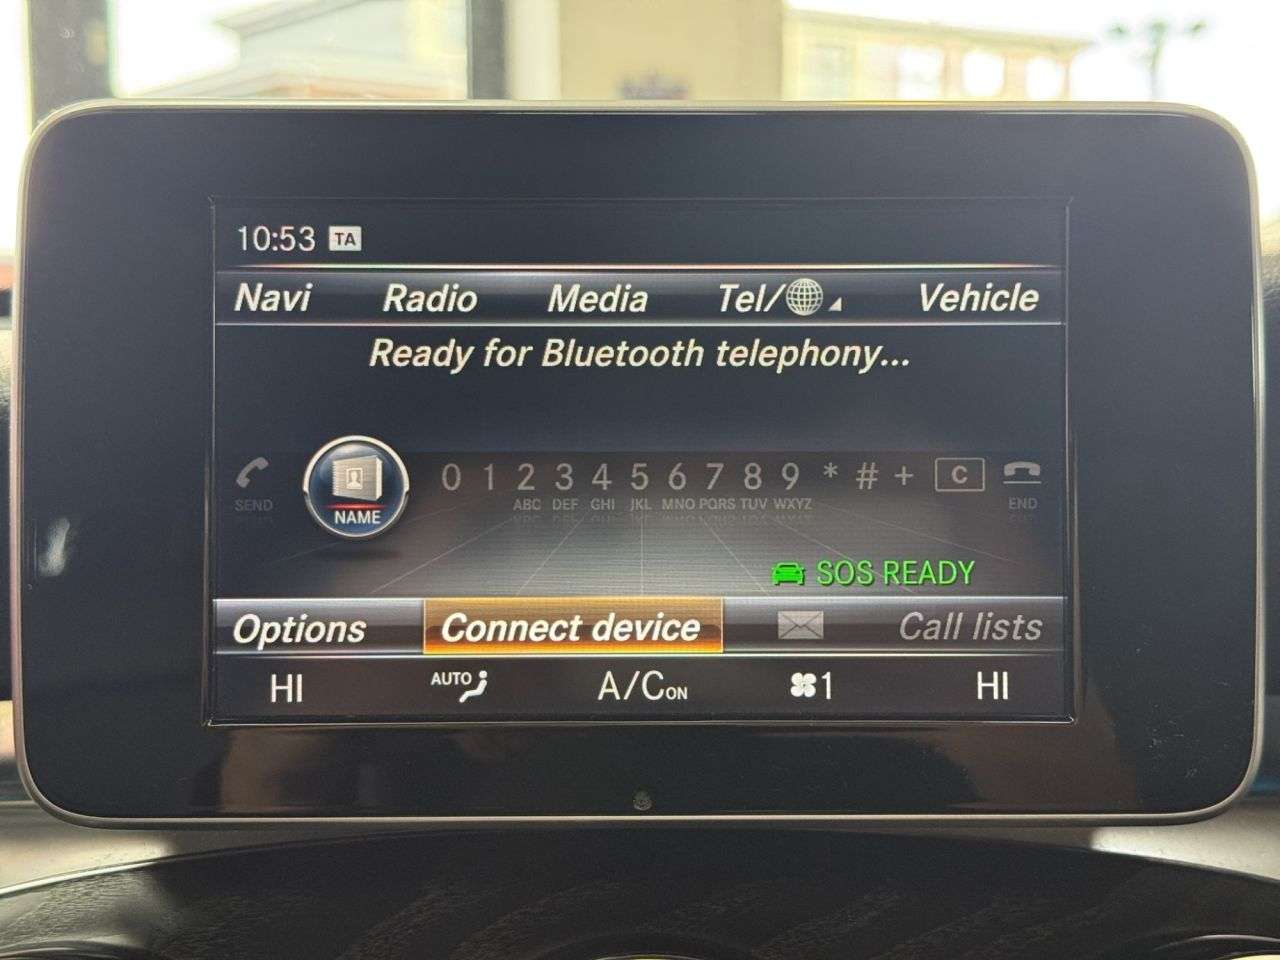 10:53 TA
Navi Radio Media Tel/ Vehicle
Ready for Bluetooth telephony...
0 1 2 3 4 5 6 7 8 9 * # + C
SEND NAME ABC DEF GHI JKL MNO PQRS TUV WXYZ END
SOS READY
Options Connect device Call lists
HI AUTO A/C ON 1 HI